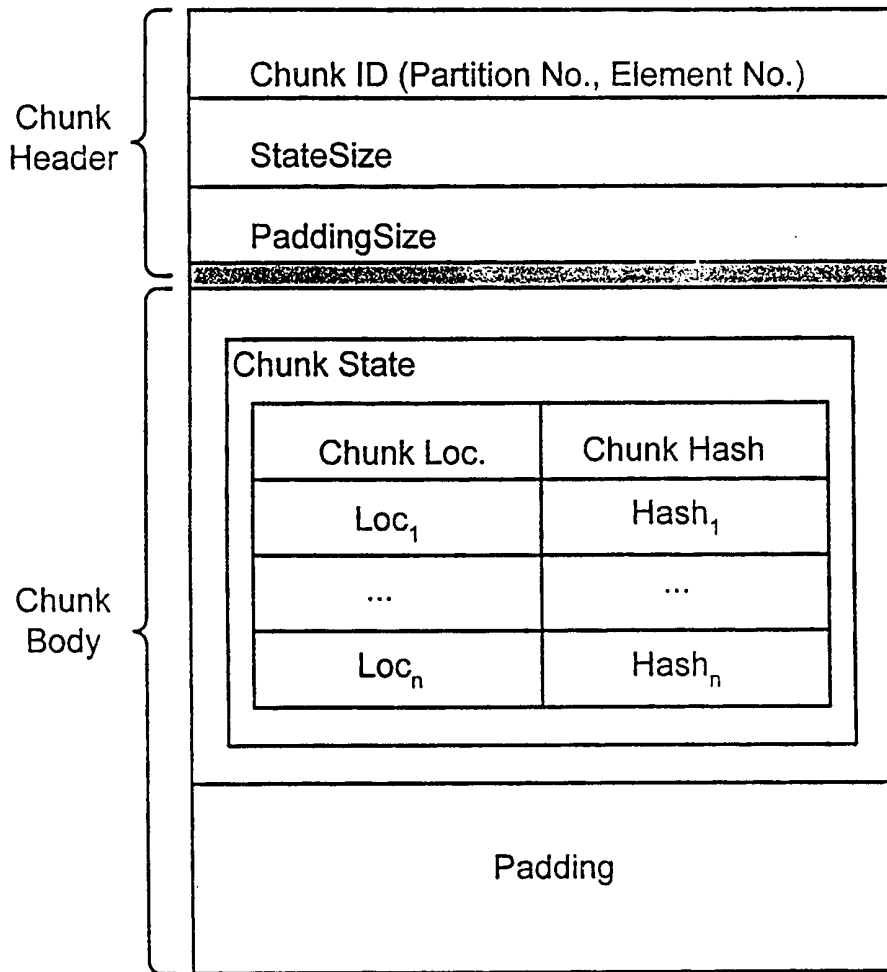 Chunk ID (Partition No., Element No.)
Chunk
Header
StateSize
PaddingSize
Chunk State
Chunk Loc. Chunk Hash
Loc₁ Hash₁
... ...
Locₙ Hashₙ
Chunk
Body
Padding